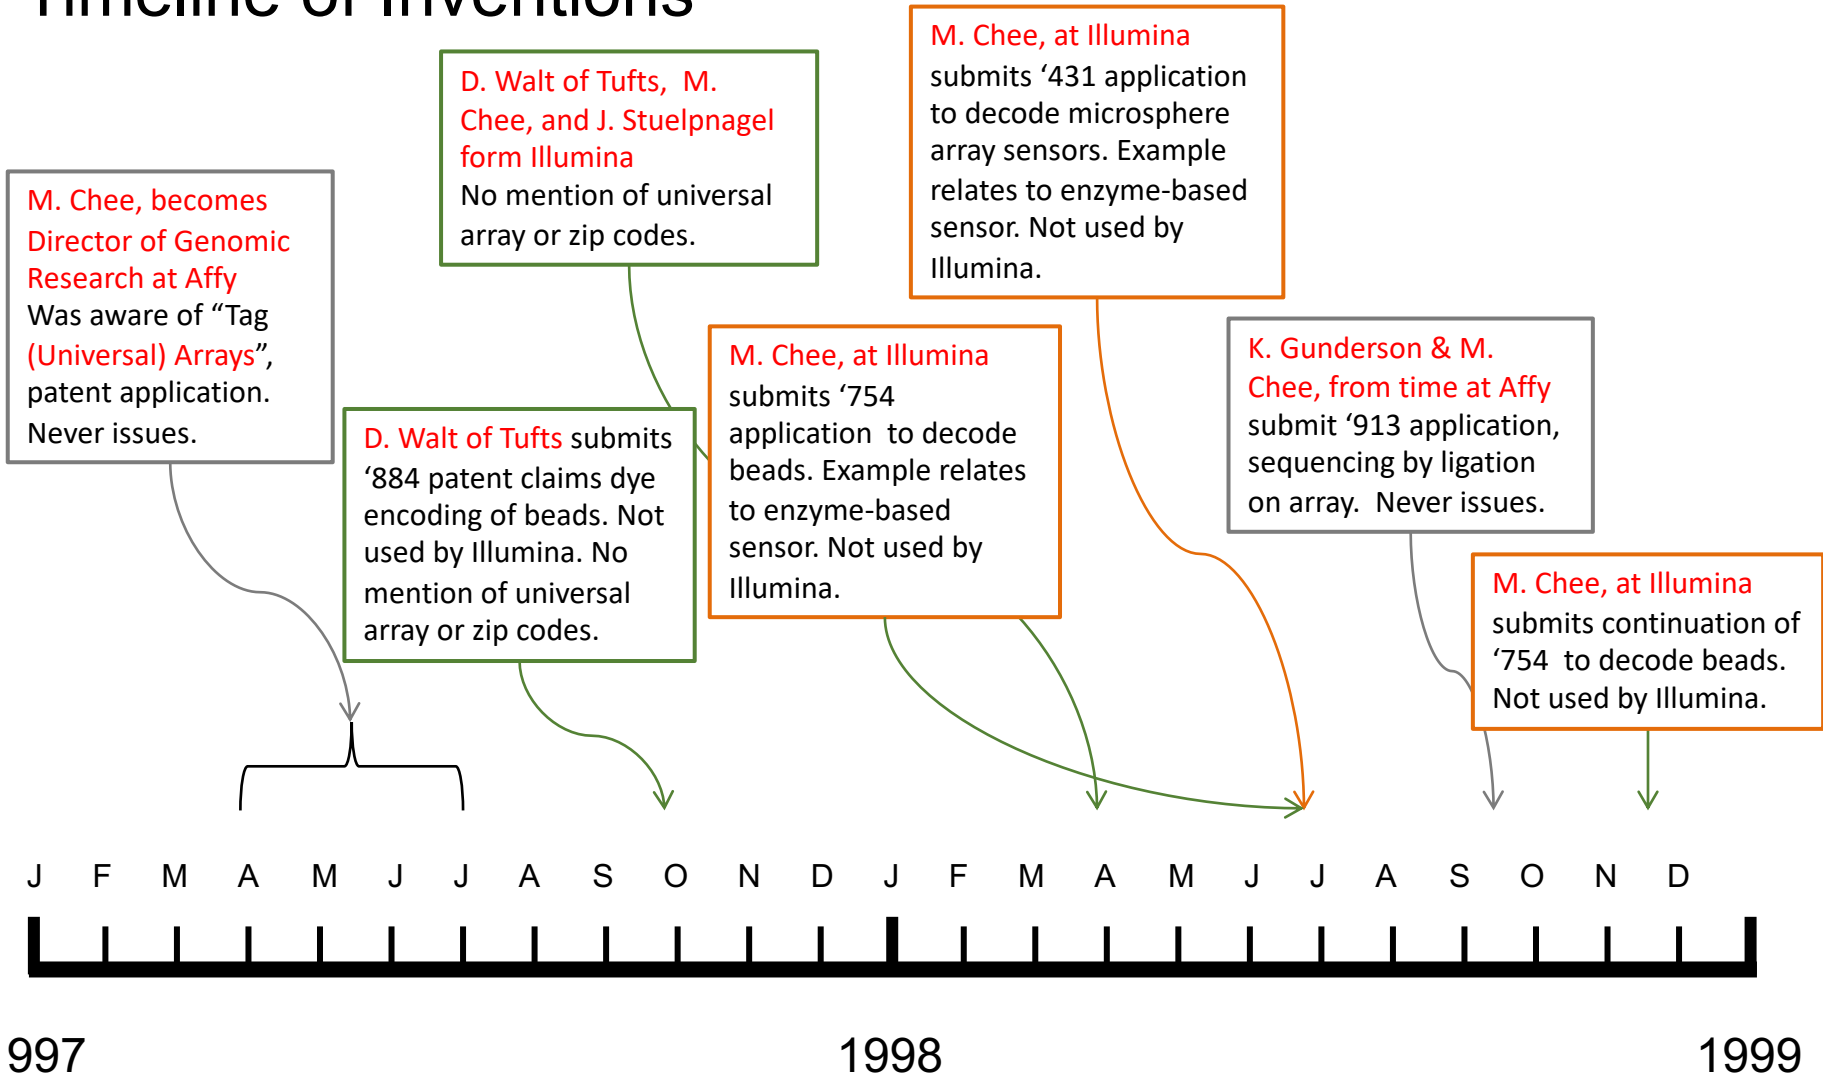 Timeline of Inventions
M. Chee, at Illumina
submits ‘431 application
to decode microsphere
array sensors. Example
relates to enzyme-based
sensor. Not used by
Illumina.
D. Walt of Tufts, M.
Chee, and J. Stuelpnagel
form Illumina
No mention of universal
array or zip codes.
M. Chee, becomes
Director of Genomic
Research at Affy
Was aware of “Tag
(Universal) Arrays”,
patent application.
Never issues.
D. Walt of Tufts submits
‘884 patent claims dye
encoding of beads. Not
used by Illumina. No
mention of universal
array or zip codes.
M. Chee, at Illumina
submits ‘754
application to decode
beads. Example relates
to enzyme-based
sensor. Not used by
Illumina.
K. Gunderson & M.
Chee, from time at Affy
submit ‘913 application,
sequencing by ligation
on array. Never issues.
M. Chee, at Illumina
submits continuation of
‘754 to decode beads.
Not used by Illumina.
J F M A M J J A S O N D J F M A M J J A S O N D
997 1998 1999